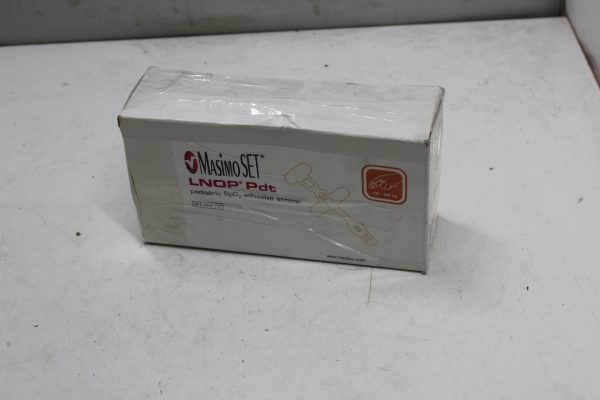 MASIMO SET®
LNOP® Pdt
pediatric SpO₂ adhesive sensor
www.masimo.com